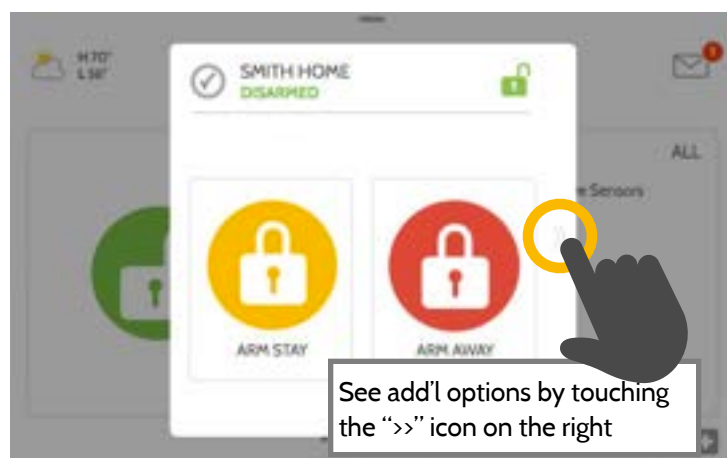 H 70°
L 58°
SMITH HOME
DISARMED
ALL
Sensors
ARM STAY
ARM AWAY
See add'l options by touching
the “>>” icon on the right